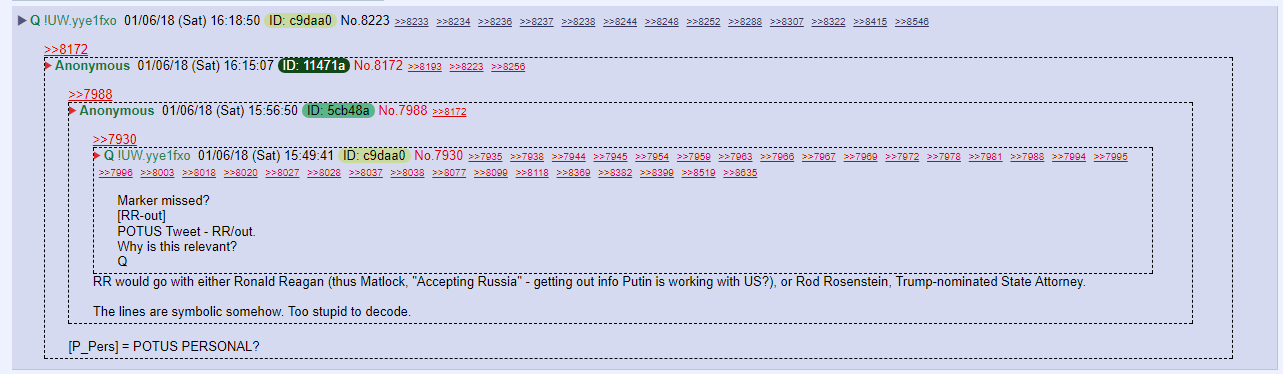 Q !UW.yye1fxo 01/06/18 (Sat) 16:18:50 ID: c9daa0 No.8223 >>8233 >>8234 >>8236 >>8237 >>8238 >>8244 >>8248 >>8252 >>8288 >>8307 >>8322 >>8415 >>8546
>>8172
Anonymous 01/06/18 (Sat) 16:15:07 ID: 11471a No.8172 >>8193 >>8223 >>8256
>>7988
Anonymous 01/06/18 (Sat) 15:56:50 ID: 5cb48a No.7988 >>8172
>>7930
Q !UW.yye1fxo 01/06/18 (Sat) 15:49:41 ID: c9daa0 No.7930 >>7935 >>7938 >>7944 >>7945 >>7954 >>7959 >>7963 >>7966 >>7967 >>7969 >>7972 >>7978 >>7981 >>7988 >>7994 >>7995
>>7996 >>8003 >>8018 >>8020 >>8027 >>8028 >>8037 >>8038 >>8077 >>8099 >>8118 >>8369 >>8382 >>8399 >>8519 >>8635
Marker missed?
[RR-out]
POTUS Tweet - RR/out.
Why is this relevant?
Q
RR would go with either Ronald Reagan (thus Matlock, "Accepting Russia" - getting out info Putin is working with US?), or Rod Rosenstein, Trump-nominated State Attorney.
The lines are symbolic somehow. Too stupid to decode.
[P_Pers] = POTUS PERSONAL?